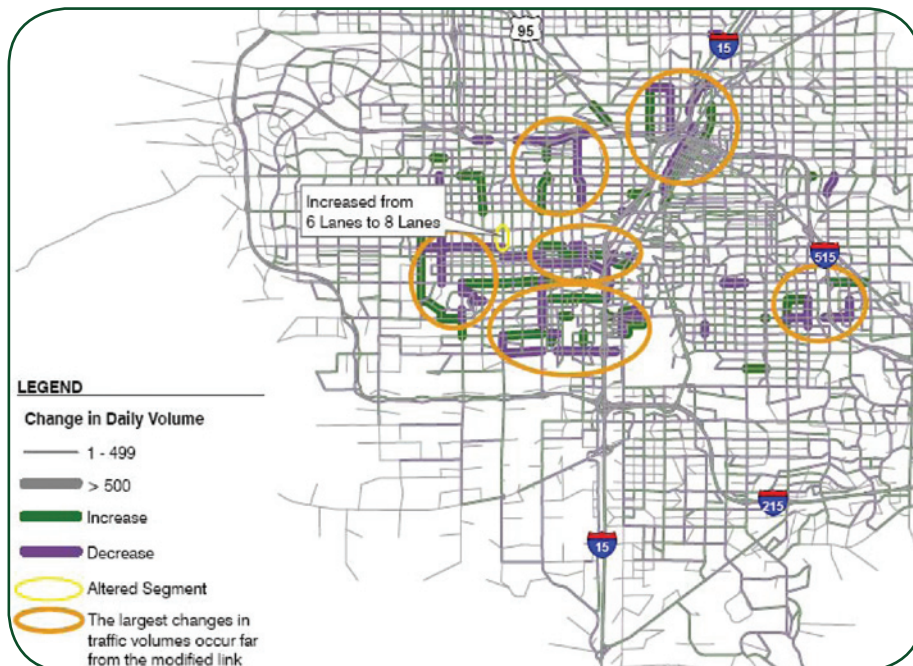 95
15
Increased from
6 Lanes to 8 Lanes
515
LEGEND
Change in Daily Volume
1 - 499
> 500
Increase
Decrease
Altered Segment
The largest changes in
traffic volumes occur far
from the modified link
215
15